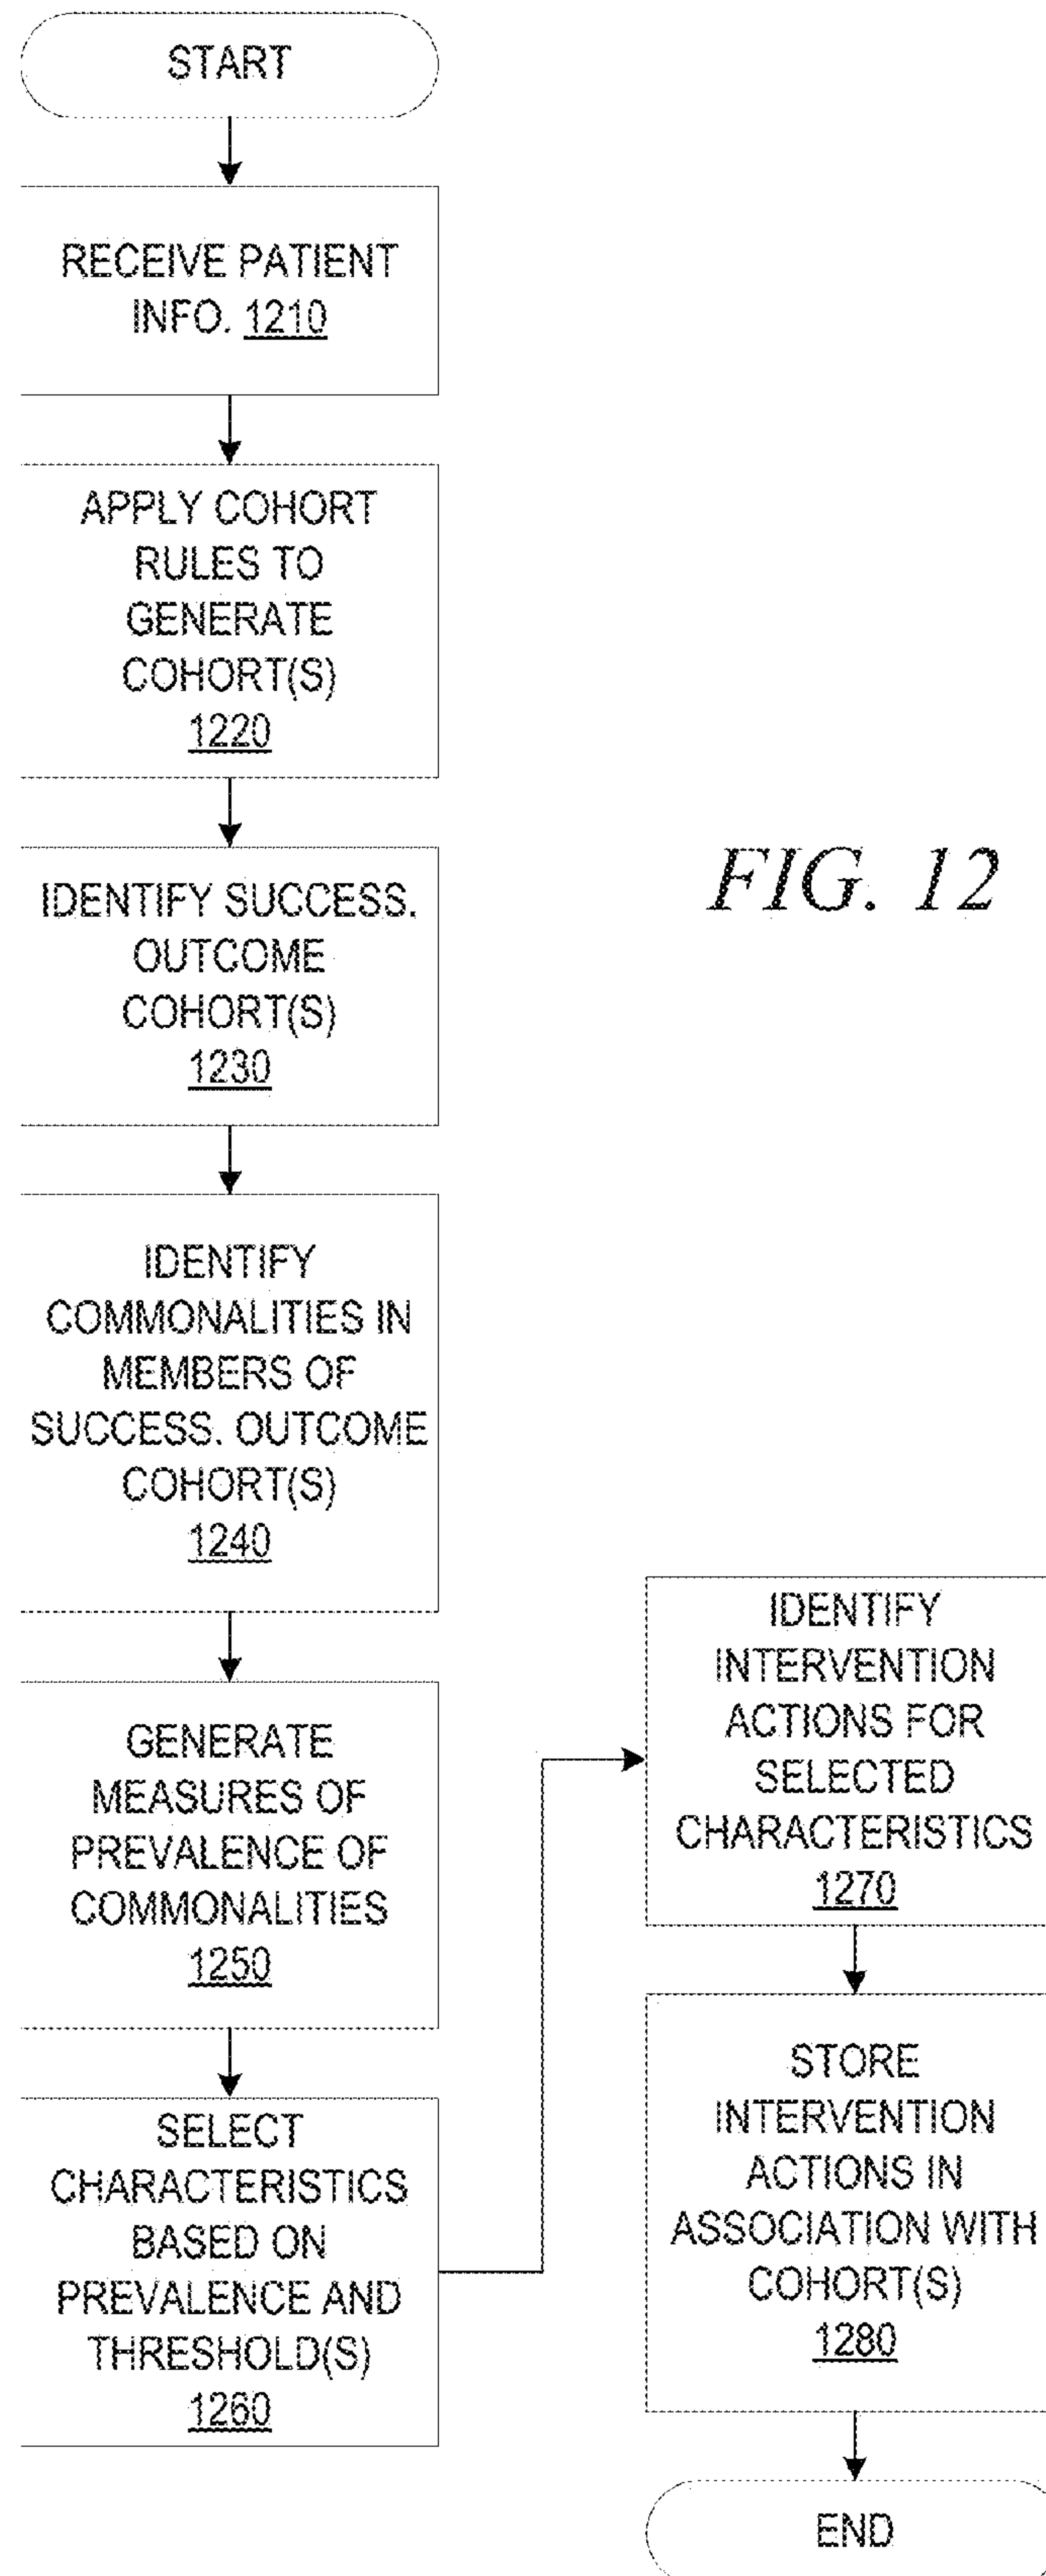 START
RECEIVE PATIENT
INFO. 1210
APPLY COHORT
RULES TO
GENERATE
COHORT(S)
1220
IDENTIFY SUCCESS.
OUTCOME
COHORT(S)
1230
IDENTIFY
COMMONALITIES IN
MEMBERS OF
SUCCESS. OUTCOME
COHORT(S)
1240
GENERATE
MEASURES OF
PREVALENCE OF
COMMONALITIES
1250
SELECT
CHARACTERISTICS
BASED ON
PREVALENCE AND
THRESHOLD(S)
1260
FIG. 12
IDENTIFY
INTERVENTION
ACTIONS FOR
SELECTED
CHARACTERISTICS
1270
STORE
INTERVENTION
ACTIONS IN
ASSOCIATION WITH
COHORT(S)
1280
END